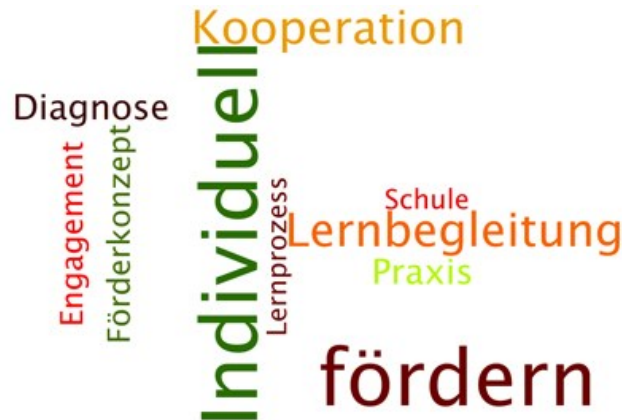 Kooperation
Diagnose
Engagement
Förderkonzept
Individuell
Lernprozess
Schule
Lernbegleitung
Praxis
fördern